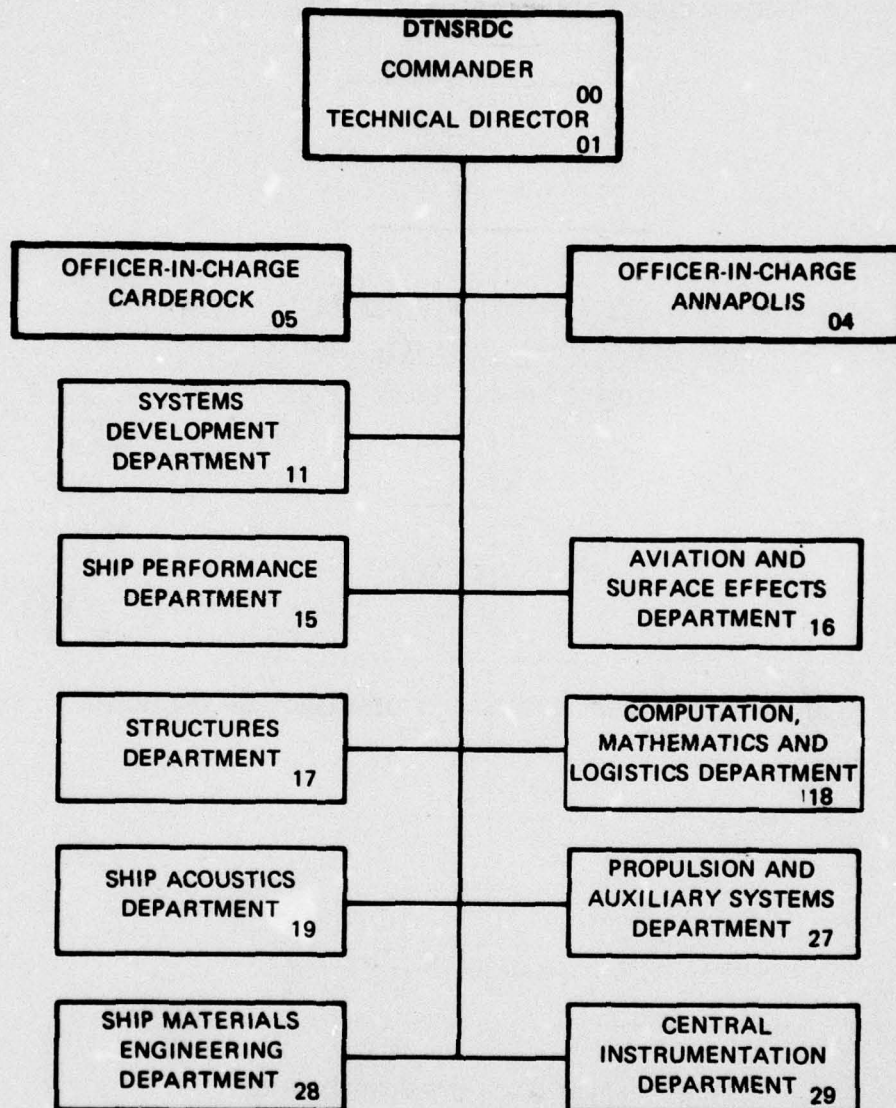 DTNSRDC
COMMANDER
00
TECHNICAL DIRECTOR
01
OFFICER-IN-CHARGE
CARDEROCK
05
OFFICER-IN-CHARGE
ANNAPOLIS
04
SYSTEMS
DEVELOPMENT
DEPARTMENT
11
SHIP PERFORMANCE
DEPARTMENT
15
AVIATION AND
SURFACE EFFECTS
DEPARTMENT
16
STRUCTURES
DEPARTMENT
17
COMPUTATION,
MATHEMATICS AND
LOGISTICS DEPARTMENT
18
SHIP ACOUSTICS
DEPARTMENT
19
PROPULSION AND
AUXILIARY SYSTEMS
DEPARTMENT
27
SHIP MATERIALS
ENGINEERING
DEPARTMENT
28
CENTRAL
INSTRUMENTATION
DEPARTMENT
29